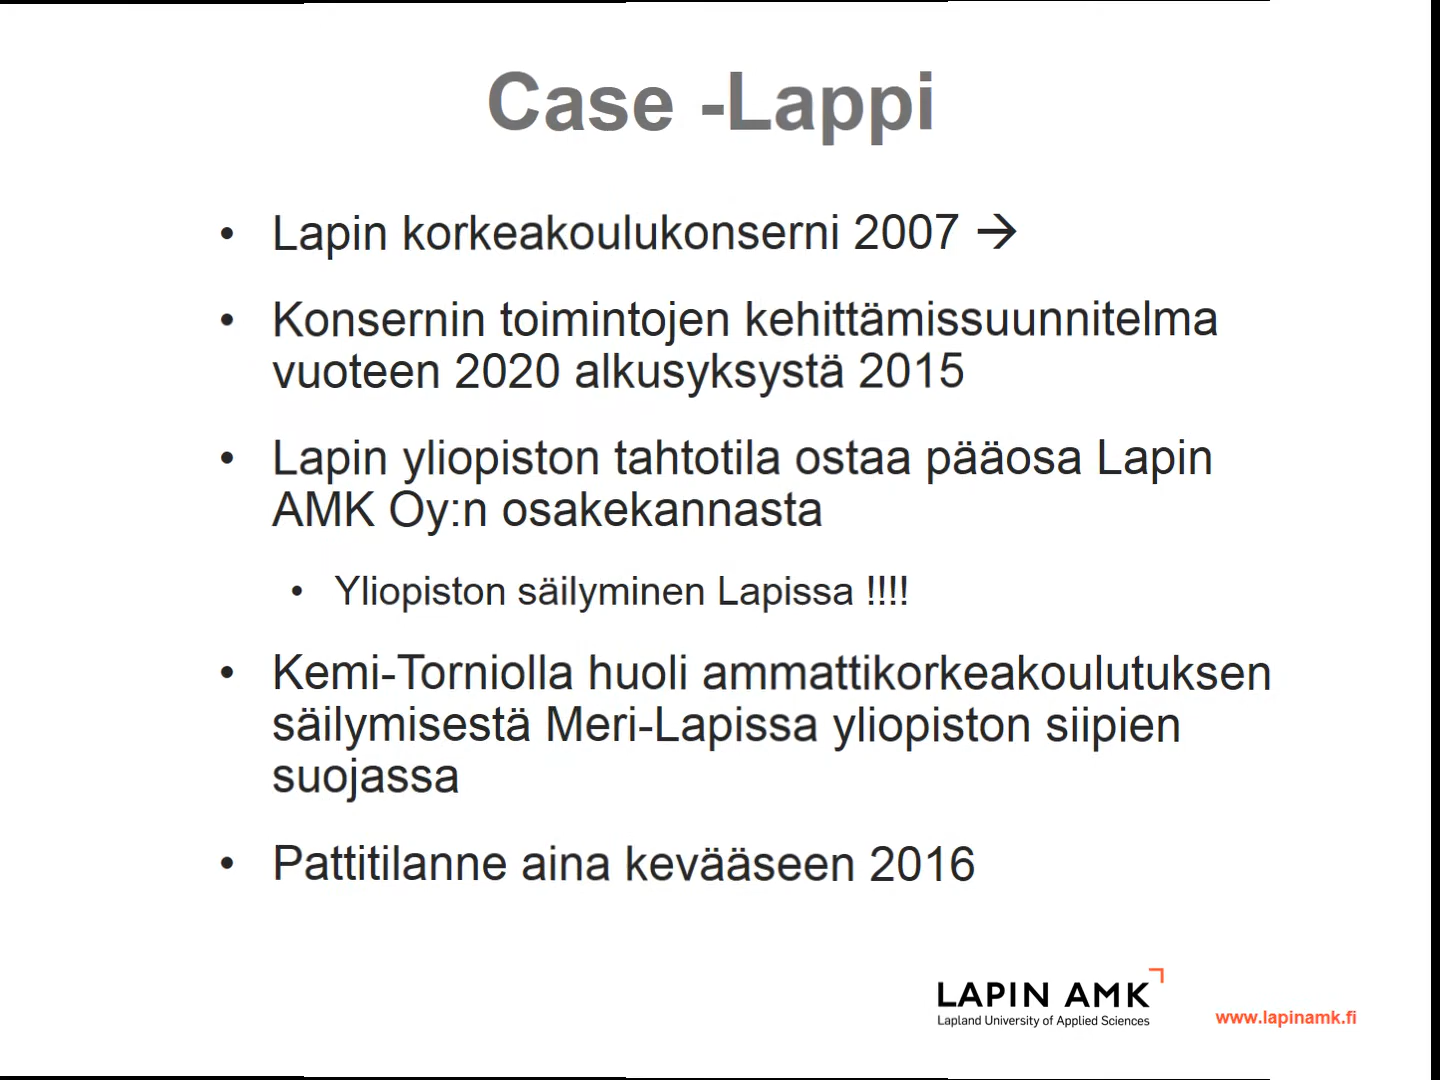 Case -Lappi
• Lapin korkeakoulukonserni 2007 →
• Konsernin toimintojen kehittämissuunnitelma
vuoteen 2020 alkusyksystä 2015
• Lapin yliopiston tahtotila ostaa pääosa Lapin
AMK Oy:n osakekannasta
• Yliopiston säilyminen Lapissa !!!!
• Kemi-Torniolla huoli ammattikorkeakoulutuksen
säilymisestä Meri-Lapissa yliopiston siipien
suojassa
• Pattitilanne aina kevääseen 2016
LAPIN AMK
Lapland University of Applied Sciences
www.lapinamk.fi